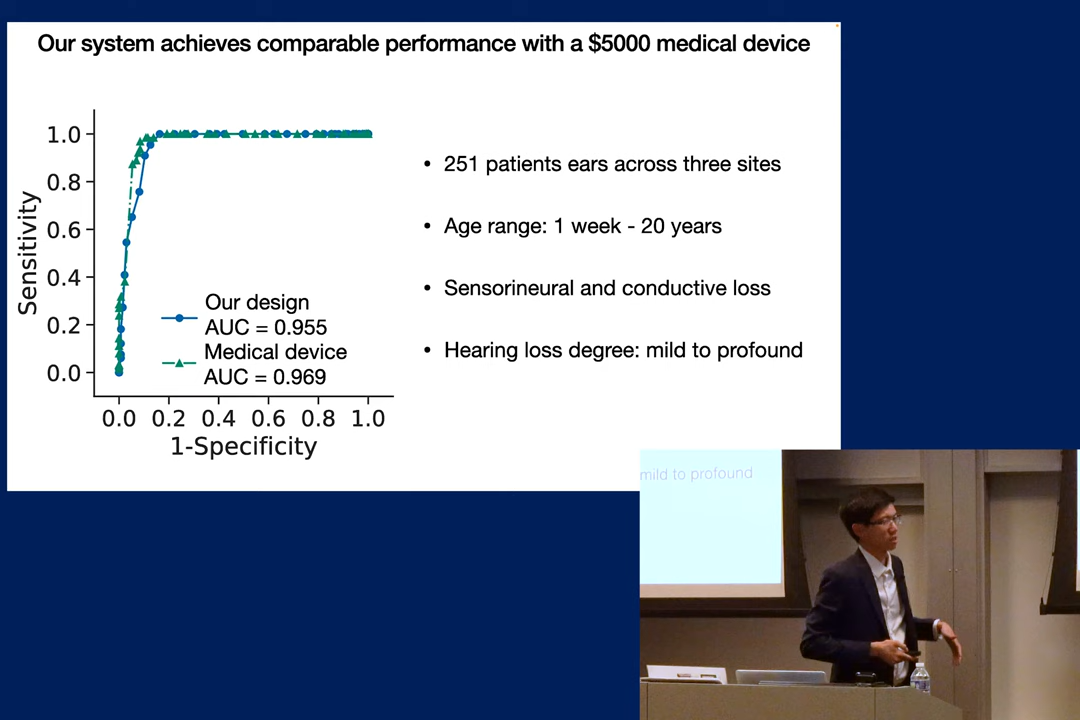 Our system achieves comparable performance with a $5000 medical device
1.0
0.8
0.6
0.4
0.2
0.0
Sensitivity
0.0 0.2 0.4 0.6 0.8 1.0
1-Specificity
Our design
AUC = 0.955
Medical device
AUC = 0.969
• 251 patients ears across three sites
• Age range: 1 week - 20 years
• Sensorineural and conductive loss
• Hearing loss degree: mild to profound
mild to profound